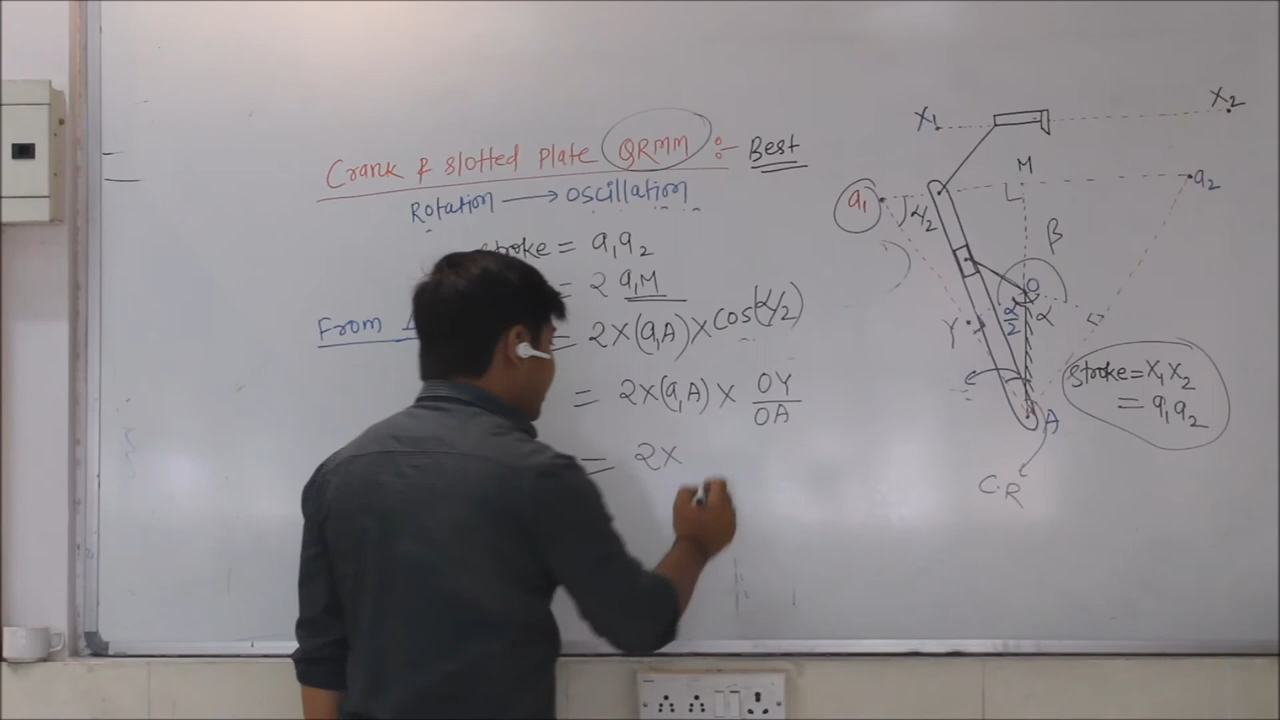 Crank & slotted plate QRMM :- Best
Rotation → oscillation
stroke = a₁a₂
= 2 a₁M
From
= 2×(a₁A)×cos(α/2)
= 2×(a₁A)× OY/OA
= 2×
X₁
X₂
M
a₁
α/2
a₂
β
O
α/2
α
Y
A
C.R
stroke = X₁X₂
= a₁a₂